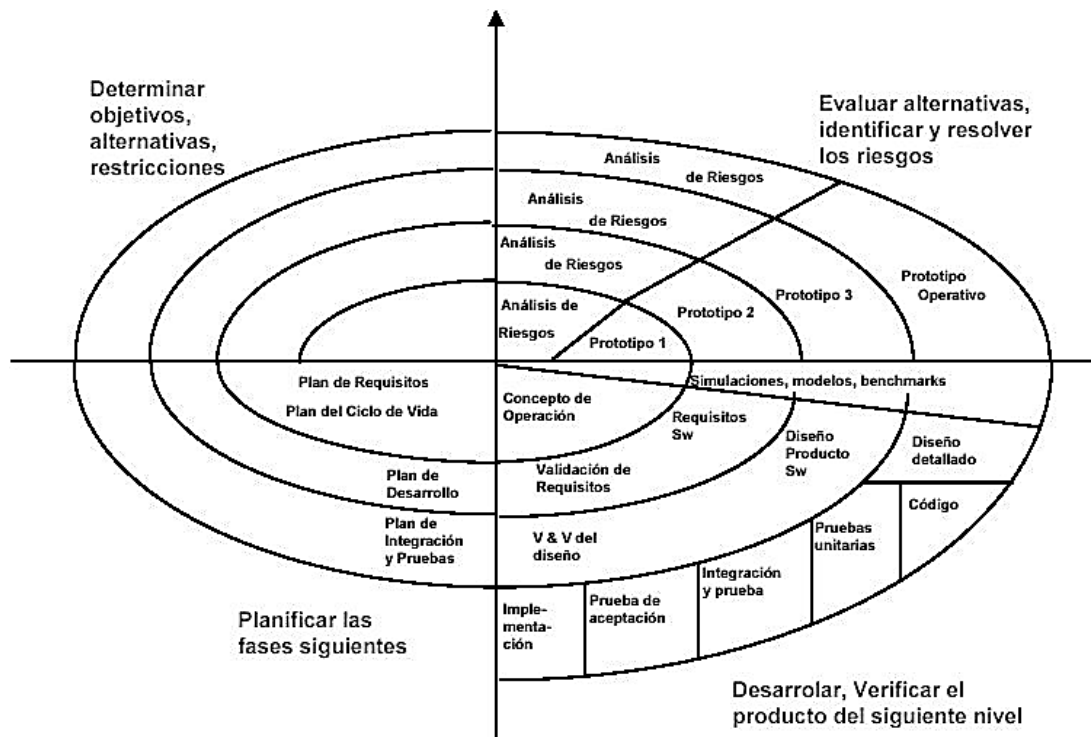 Determinar
objetivos,
alternativas,
restricciones
Evaluar alternativas,
identificar y resolver
los riesgos
Análisis
de Riesgos
Análisis
de Riesgos
Análisis
de Riesgos
Análisis de
Riesgos
Prototipo 1
Prototipo 2
Prototipo 3
Prototipo
Operativo
Simulaciones, modelos, benchmarks
Plan de Requisitos
Plan del Ciclo de Vida
Concepto de
Operación
Requisitos
Sw
Diseño
Producto
Sw
Diseño
detallado
Plan de
Desarrollo
Validación de
Requisitos
Código
Plan de
Integración
y Pruebas
V & V del
diseño
Pruebas
unitarias
Integración
y prueba
Prueba de
aceptación
Imple-
mentación
Planificar las
fases siguientes
Desarrolar, Verificar el
producto del siguiente nivel